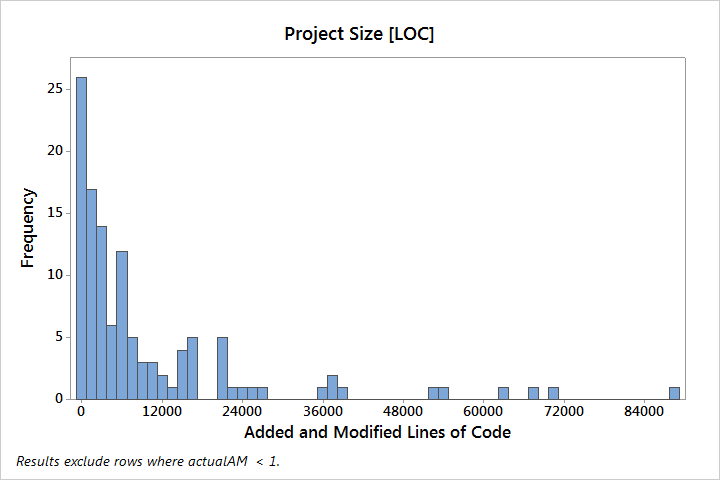 Project Size [LOC]
25
20
15
10
5
0
Frequency
0 12000 24000 36000 48000 60000 72000 84000
Added and Modified Lines of Code
Results exclude rows where actualAM < 1.